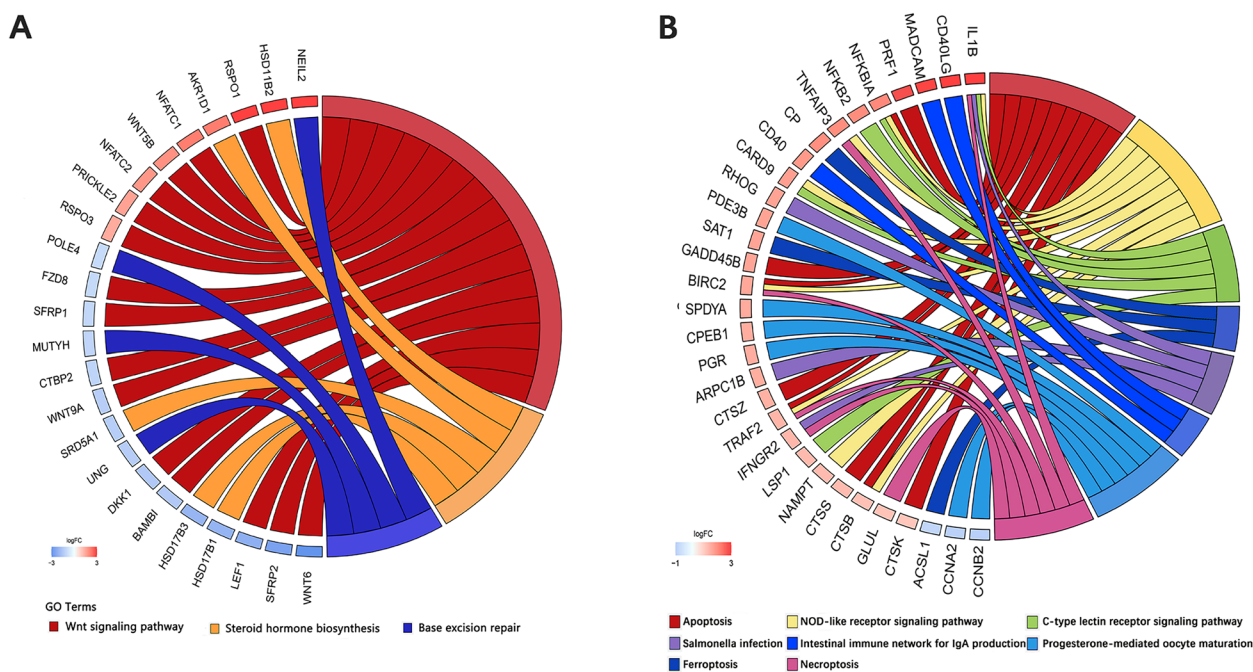 A
NEIL2
HSD11B2
RSPO1
AKR1D1
NFATC1
WNT5B
NFATC2
PRICKLE2
RSPO3
POLE4
FZD8
SFRP1
MUTYH
CTBP2
WNT9A
SRD5A1
UNG
DKK1
BAMBI
HSD17B3
HSD17B1
LEF1
SFRP2
WNT6
logFC
-3 3
GO Terms
Wnt signaling pathway Steroid hormone biosynthesis Base excision repair
B
IL1B
CD40LG
MADCAM
PRF1
NFKBIA
NFKB2
TNFAIP3
CP
CD40
CARD9
RHOG
PDE3B
SAT1
GADD45B
BIRC2
SPDYA
CPEB1
PGR
ARPC1B
CTSZ
TRAF2
IFNGR2
LSP1
NAMPT
CTSS
CTSB
GLUL
CTSK
ACSL1
CCNA2
CCNB2
logFC
-1 3
Apoptosis NOD-like receptor signaling pathway C-type lectin receptor signaling pathway
Salmonella infection Intestinal immune network for IgA production Progesterone-mediated oocyte maturation
Ferroptosis Necroptosis